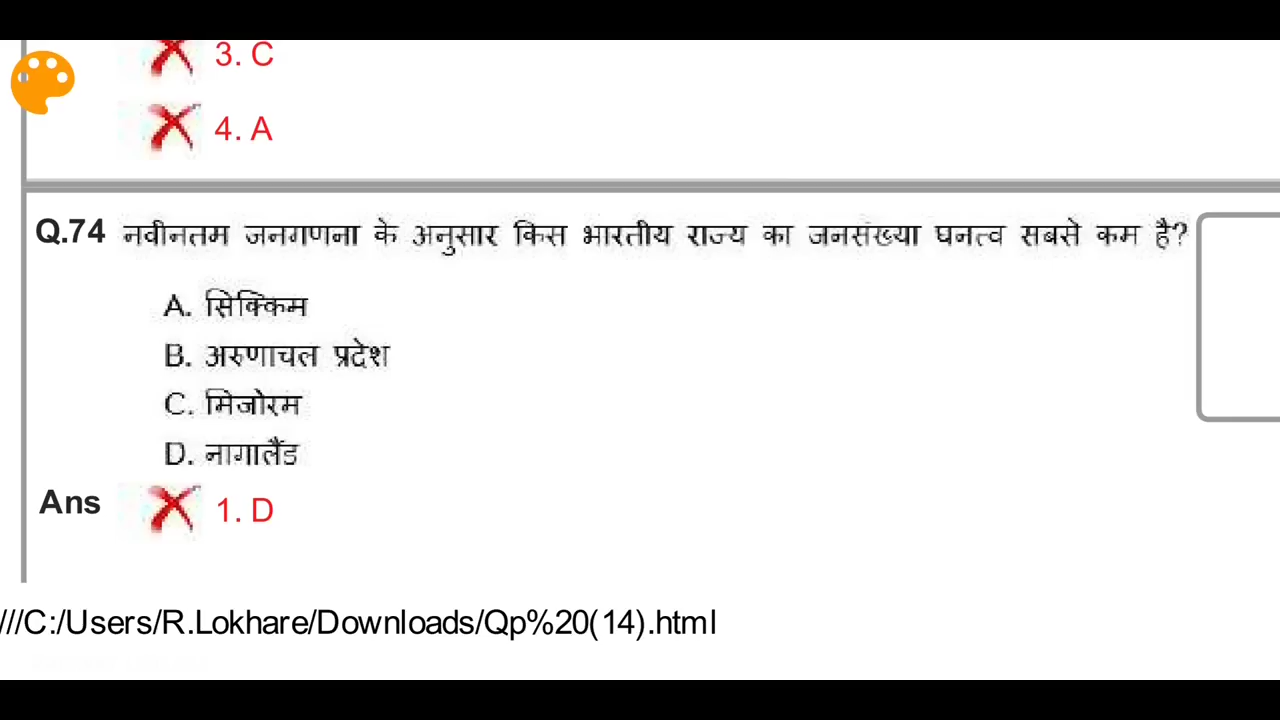 3. C
4. A
Q.74 नवीनतम जनगणना के अनुसार किस भारतीय राज्य का जनसंख्या घनत्व सबसे कम है?
A. सिक्किम
B. अरुणाचल प्रदेश
C. मिजोरम
D. नागालैंड
Ans 1. D
///C:/Users/R.Lokhare/Downloads/Qp%20(14).html